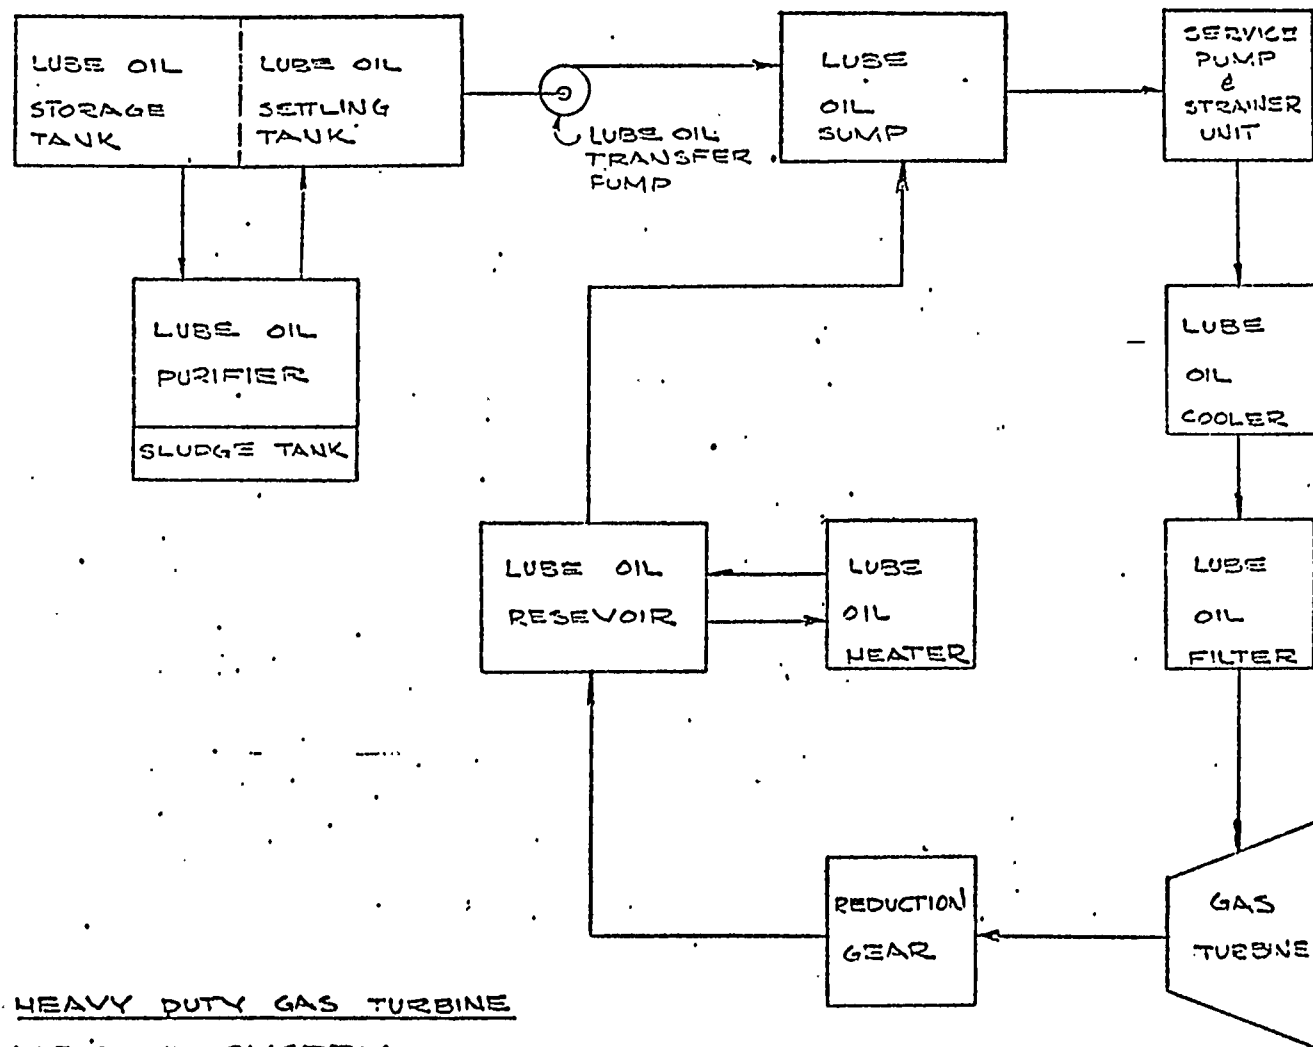 LUBE OIL
STORAGE
TANK
LUBE OIL
SETTLING
TANK
LUBE OIL
TRANSFER
PUMP
LUBE
OIL
SUMP
SERVICE
PUMP
&
STRAINER
UNIT
LUBE OIL
PURIFIER
SLUDGE TANK
LUBE
OIL
COOLER
LUBE OIL
RESEVOIR
LUBE
OIL
HEATER
LUBE
OIL
FILTER
REDUCTION
GEAR
GAS
TURBINE
HEAVY DUTY GAS TURBINE